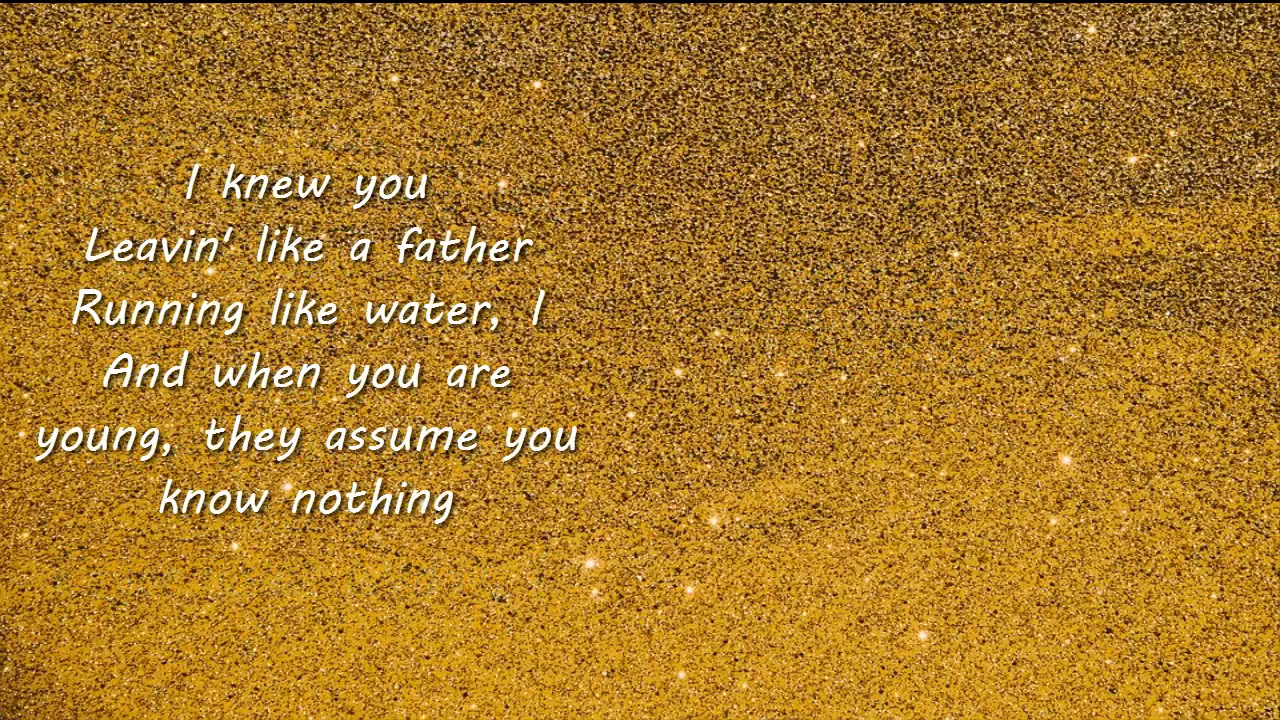 I knew you
Leavin' like a father
Running like water, I
And when you are
young, they assume you
know nothing